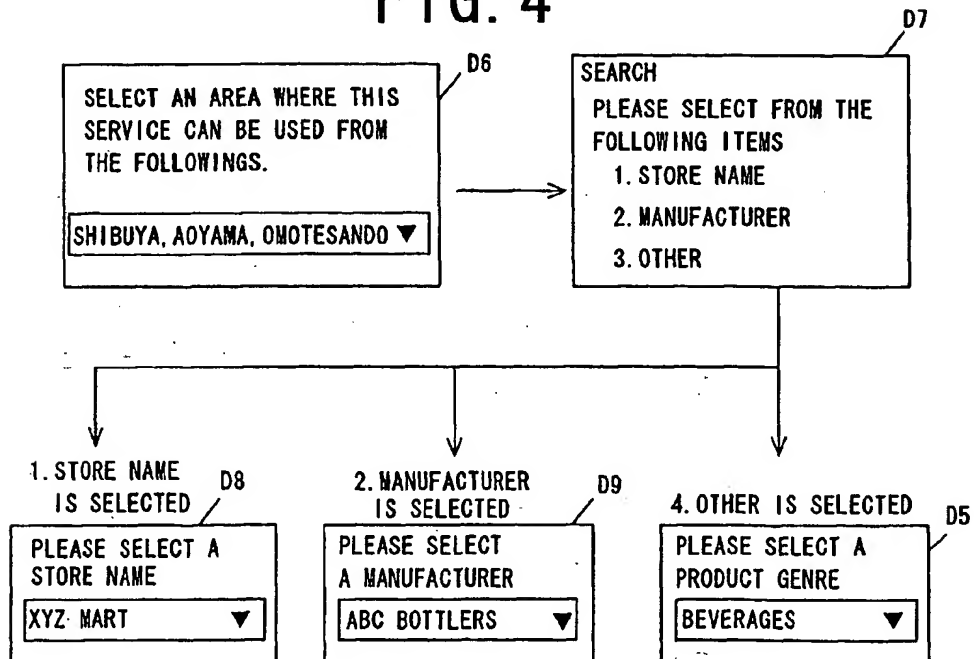 FIG. 4
D6
SELECT AN AREA WHERE THIS
SERVICE CAN BE USED FROM
THE FOLLOWINGS.
SHIBUYA, AOYAMA, OMOTESANDO ▼
D7
SEARCH
PLEASE SELECT FROM THE
FOLLOWING ITEMS
1. STORE NAME
2. MANUFACTURER
3. OTHER
1. STORE NAME
IS SELECTED
D8
PLEASE SELECT A
STORE NAME
XYZ MART ▼
2. MANUFACTURER
IS SELECTED
D9
PLEASE SELECT
A MANUFACTURER
ABC BOTTLERS ▼
4. OTHER IS SELECTED
D5
PLEASE SELECT A
PRODUCT GENRE
BEVERAGES ▼